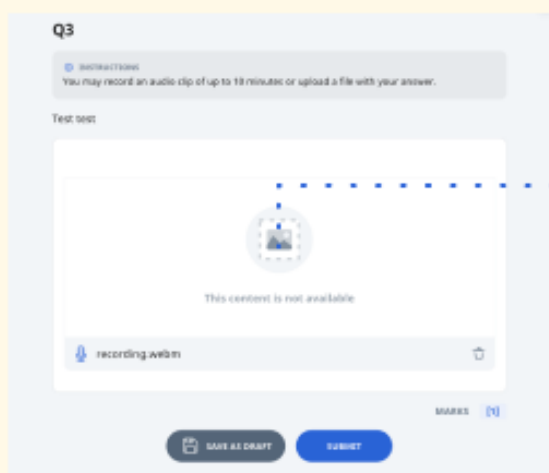 Q3
INSTRUCTIONS
You may record an audio clip of up to 10 minutes or upload a file with your answer.
Test test
This content is not available
recording.webm
MARKS [1]
SAVE AS DRAFT
SUBMIT